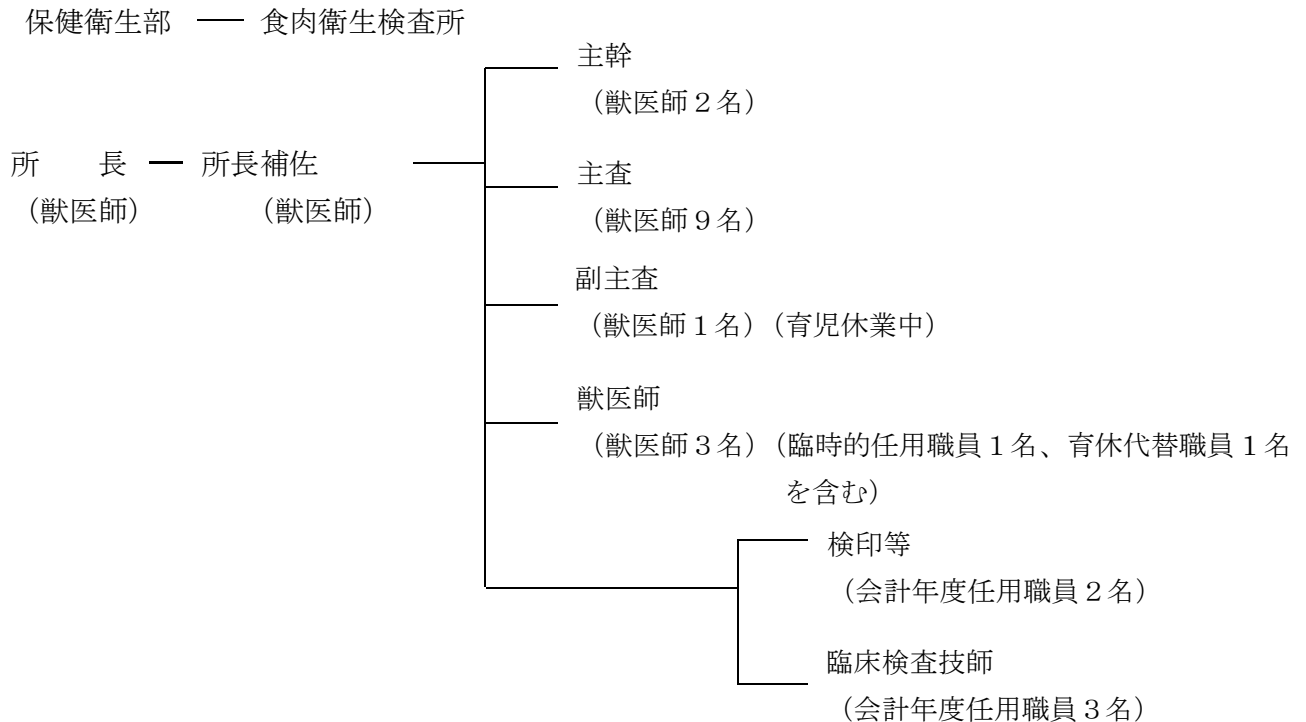 保健衛生部 ── 食肉衛生検査所
主幹
（獣医師２名）
所　　長 ― 所長補佐
（獣医師）　　　　（獣医師）
主査
（獣医師９名）
副主査
（獣医師１名）（育児休業中）
獣医師
（獣医師３名）（臨時的任用職員１名、育休代替職員１名
を含む）
検印等
（会計年度任用職員２名）
臨床検査技師
（会計年度任用職員３名）